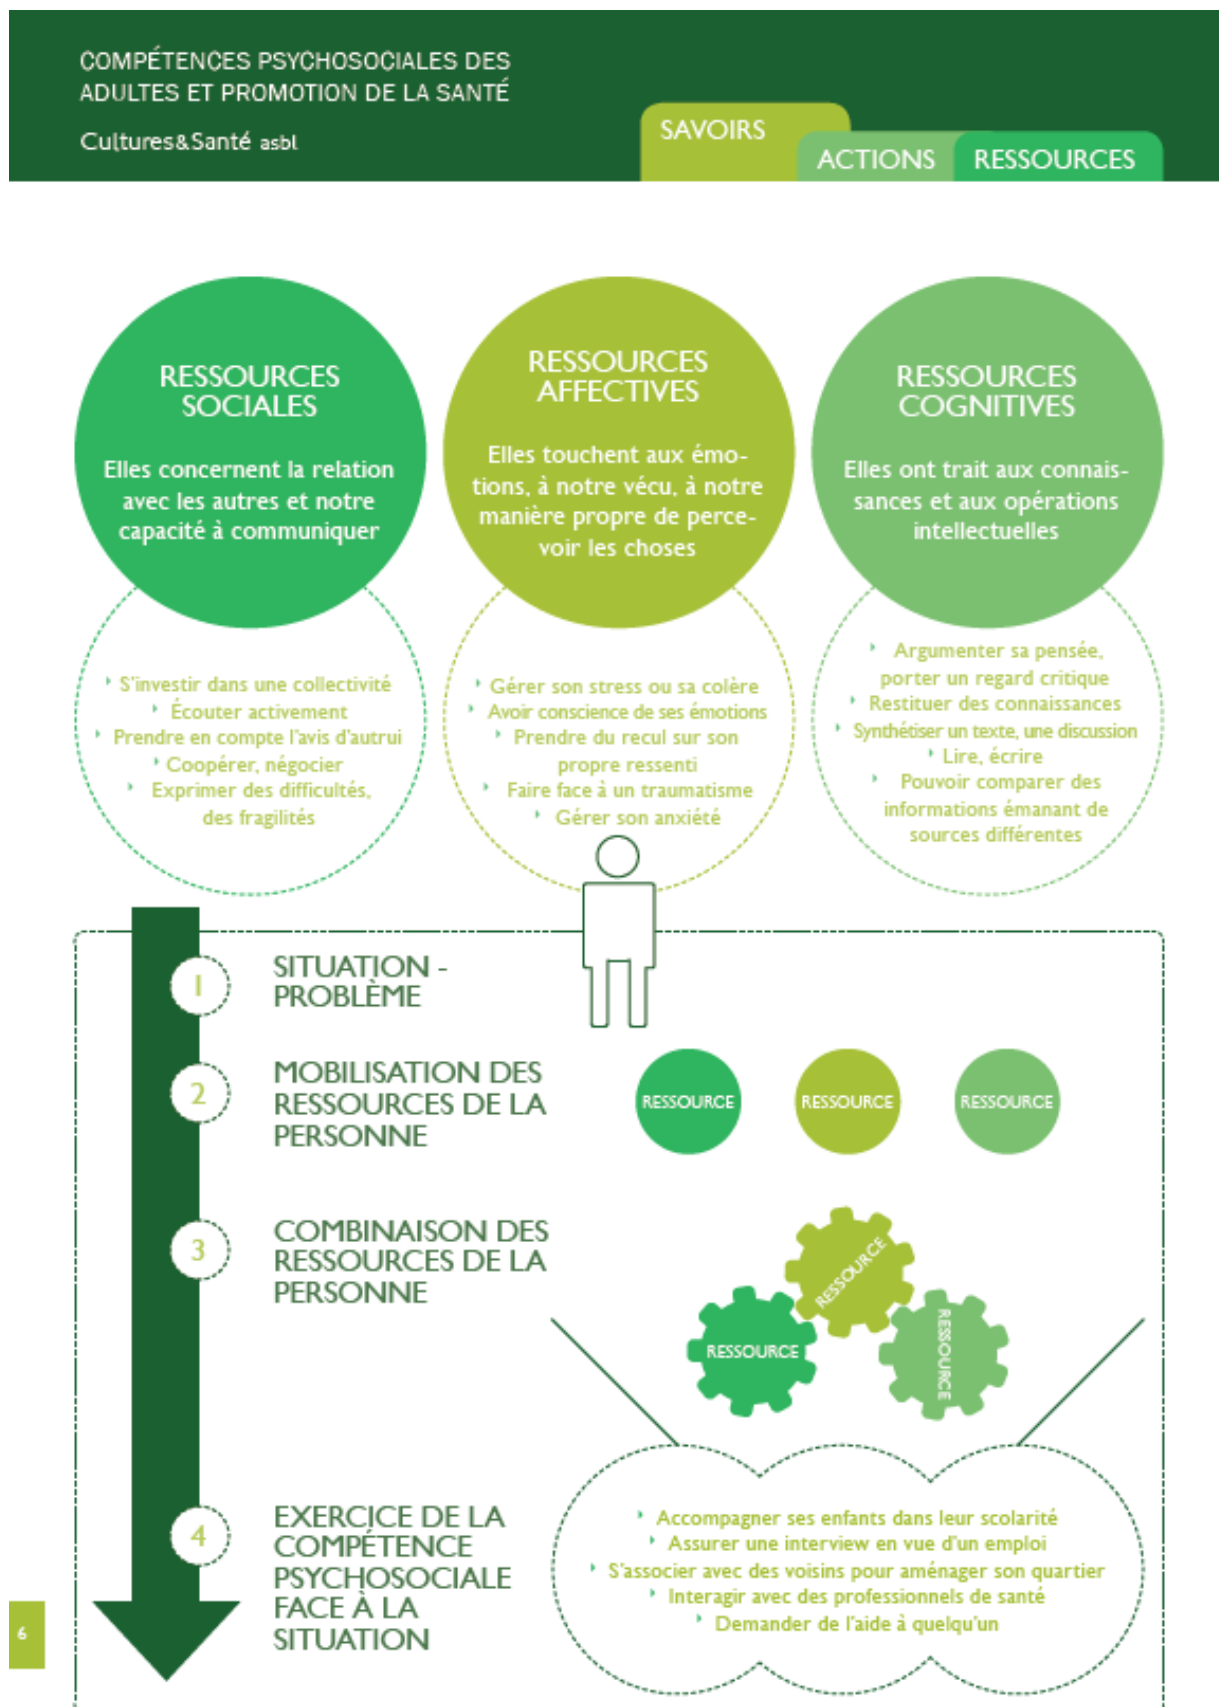 COMPÉTENCES PSYCHOSOCIALES DES
ADULTES ET PROMOTION DE LA SANTÉ
Cultures&Santé asbl
SAVOIRS
ACTIONS
RESSOURCES
RESSOURCES
SOCIALES
Elles concernent la relation
avec les autres et notre
capacité à communiquer
S'investir dans une collectivité
Écouter activement
Prendre en compte l'avis d'autrui
Coopérer, négocier
Exprimer des difficultés,
des fragilités
RESSOURCES
AFFECTIVES
Elles touchent aux émo-
tions, à notre vécu, à notre
manière propre de perce-
voir les choses
Gérer son stress ou sa colère
Avoir conscience de ses émotions
Prendre du recul sur son
propre ressenti
Faire face à un traumatisme
Gérer son anxiété
RESSOURCES
COGNITIVES
Elles ont trait aux connais-
sances et aux opérations
intellectuelles
Argumenter sa pensée,
porter un regard critique
Restituer des connaissances
Synthétiser un texte, une discussion
Lire, écrire
Pouvoir comparer des
informations émanant de
sources différentes
1
SITUATION -
PROBLÈME
2
MOBILISATION DES
RESSOURCES DE LA
PERSONNE
RESSOURCE
RESSOURCE
RESSOURCE
3
COMBINAISON DES
RESSOURCES DE LA
PERSONNE
RESSOURCE
RESSOURCE
RESSOURCE
4
EXERCICE DE LA
COMPÉTENCE
PSYCHOSOCIALE
FACE À LA
SITUATION
Accompagner ses enfants dans leur scolarité
Assurer une interview en vue d'un emploi
S'associer avec des voisins pour aménager son quartier
Interagir avec des professionnels de santé
Demander de l'aide à quelqu'un
6